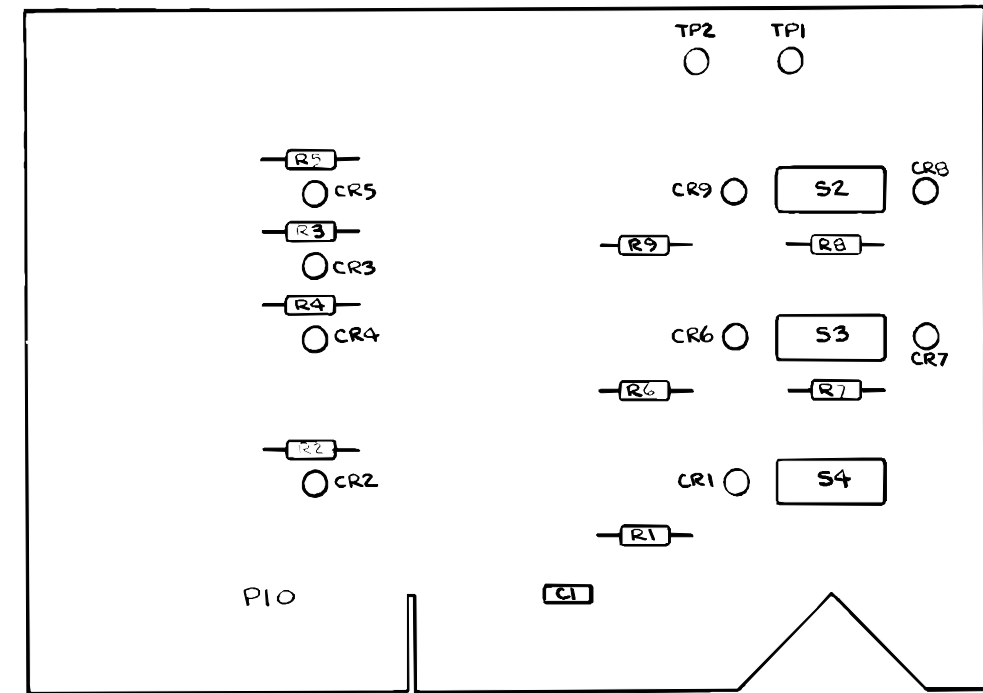 TP2 TP1
R5
CR5 CR9 S2 CR8
R3 R9 R8
CR3
R4
CR4 CR6 S3 CR7
R6 R7
R2
CR2 CR1 S4
R1
P10 C1